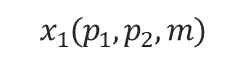 x₁(p₁, p₂, m)